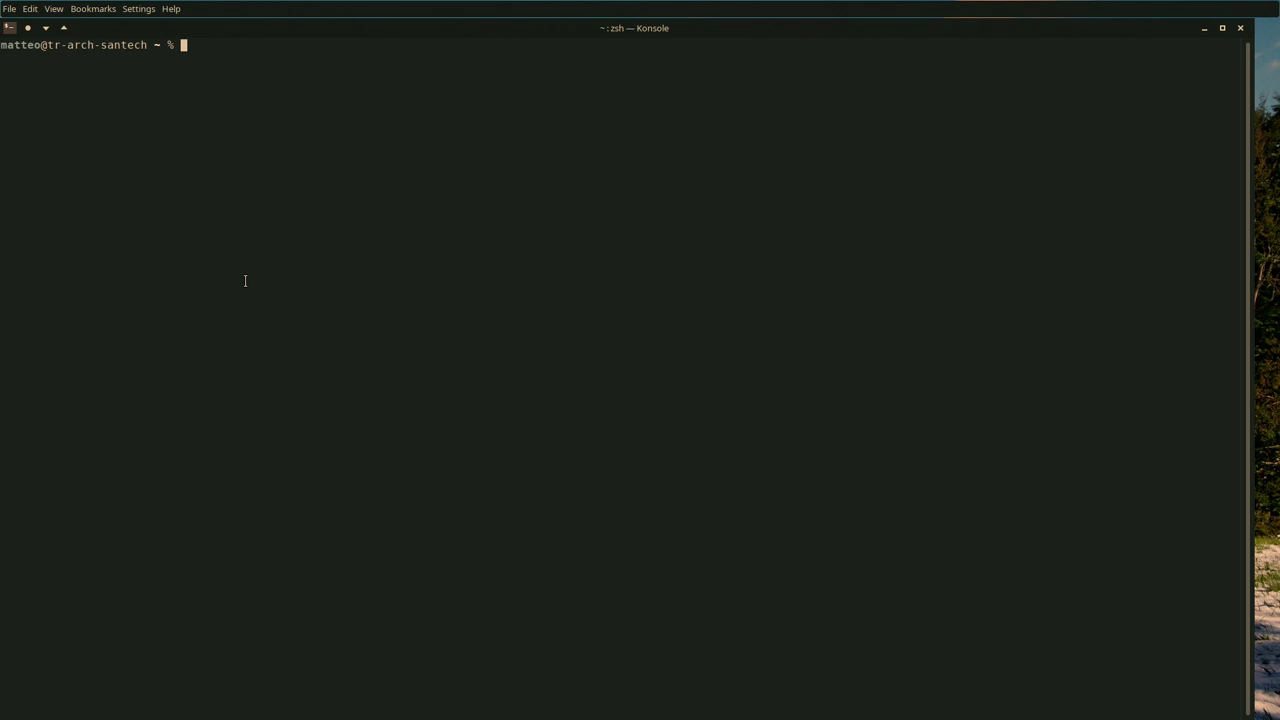 File Edit View Bookmarks Settings Help
~ : zsh — Konsole
matteo@tr-arch-santech ~ %